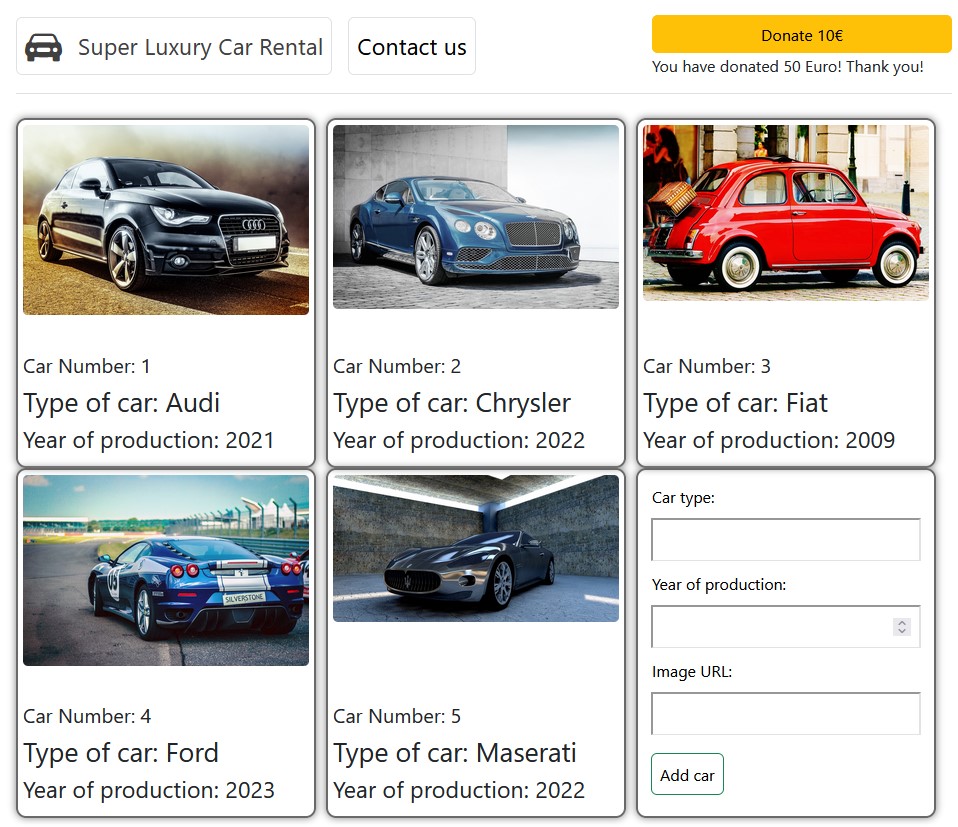 Super Luxury Car Rental
Contact us
Donate 10€
You have donated 50 Euro! Thank you!
Car Number: 1
Type of car: Audi
Year of production: 2021
Car Number: 2
Type of car: Chrysler
Year of production: 2022
Car Number: 3
Type of car: Fiat
Year of production: 2009
SILVERSTONE
Car Number: 4
Type of car: Ford
Year of production: 2023
Car Number: 5
Type of car: Maserati
Year of production: 2022
Car type:
Year of production:
Image URL:
Add car